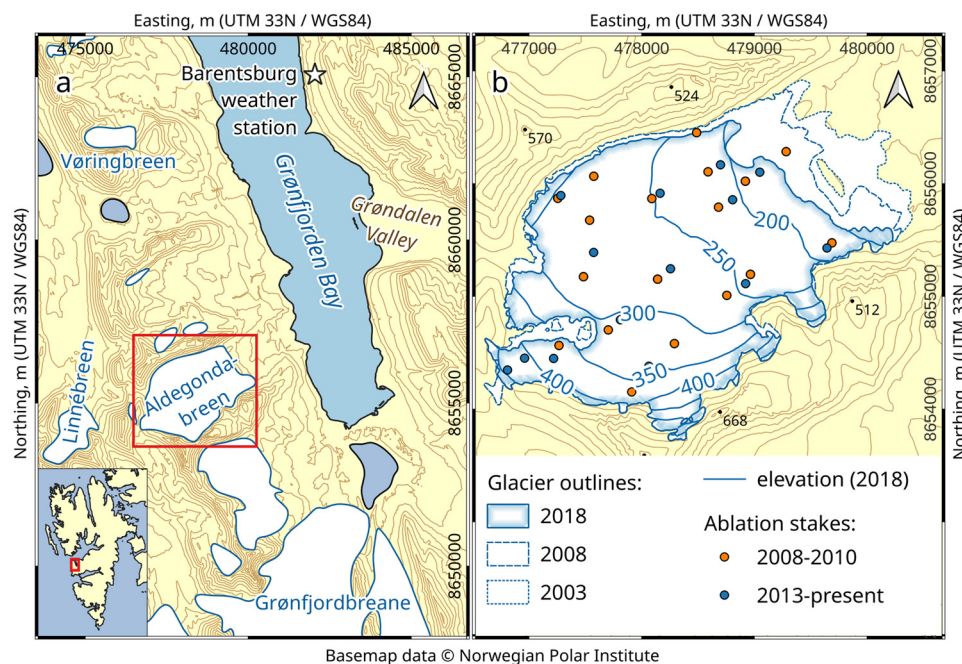 Easting, m (UTM 33N / WGS84)
475000
480000
485000
a
Barentsburg
weather
station
8665000
Vøringbreen
Grønfjorden Bay
Grøndalen
Valley
8660000
Northing, m (UTM 33N / WGS84)
Linnébreen
Aldegonda-
breen
8655000
8650000
Grønfjordbreane
Easting, m (UTM 33N / WGS84)
477000
478000
479000
480000
b
524
570
8657000
8656000
200
250
8655000
300
512
350
400
400
8654000
668
Northing, m (UTM 33N / WGS84)
Glacier outlines:
2018
2008
2003
elevation (2018)
Ablation stakes:
2008-2010
2013-present
Basemap data © Norwegian Polar Institute